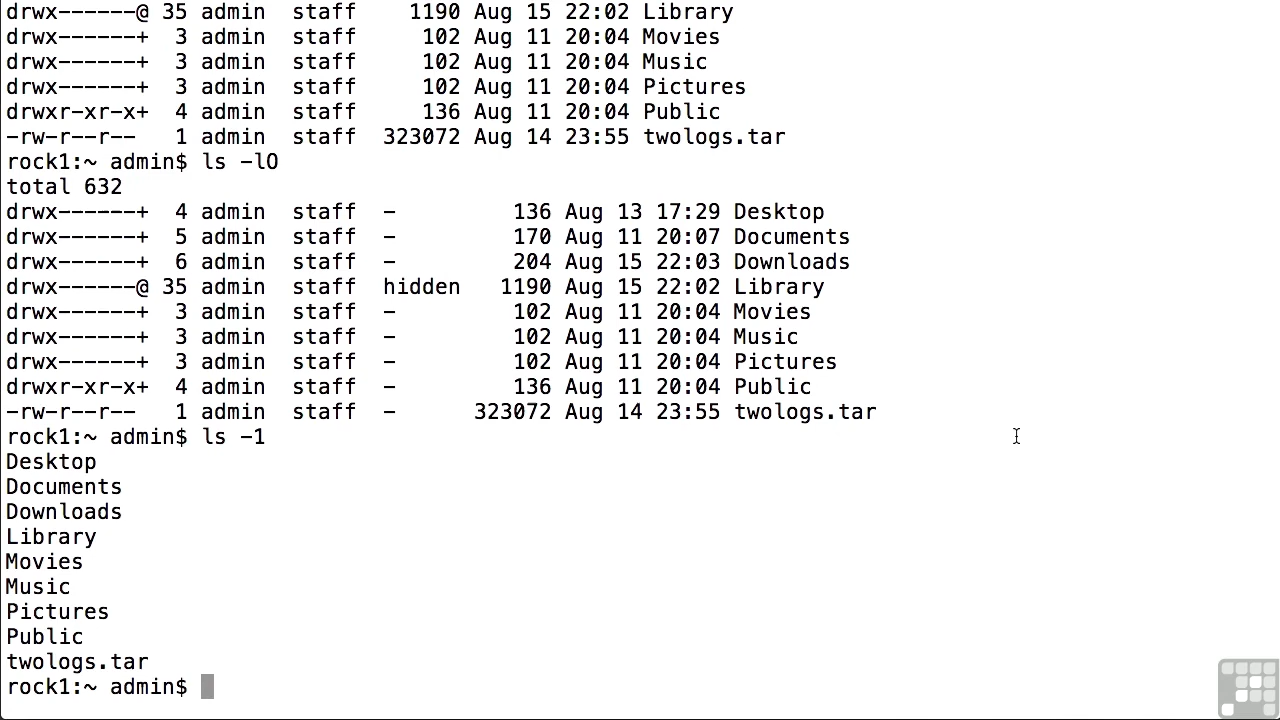 drwx------@ 35 admin  staff    1190 Aug 15 22:02 Library
drwx------+  3 admin  staff     102 Aug 11 20:04 Movies
drwx------+  3 admin  staff     102 Aug 11 20:04 Music
drwx------+  3 admin  staff     102 Aug 11 20:04 Pictures
drwxr-xr-x+  4 admin  staff     136 Aug 11 20:04 Public
-rw-r--r--   1 admin  staff  323072 Aug 14 23:55 twologs.tar
rock1:~ admin$ ls -lO
total 632
drwx------+  4 admin  staff  -         136 Aug 13 17:29 Desktop
drwx------+  5 admin  staff  -         170 Aug 11 20:07 Documents
drwx------+  6 admin  staff  -         204 Aug 15 22:03 Downloads
drwx------@ 35 admin  staff  hidden   1190 Aug 15 22:02 Library
drwx------+  3 admin  staff  -         102 Aug 11 20:04 Movies
drwx------+  3 admin  staff  -         102 Aug 11 20:04 Music
drwx------+  3 admin  staff  -         102 Aug 11 20:04 Pictures
drwxr-xr-x+  4 admin  staff  -         136 Aug 11 20:04 Public
-rw-r--r--   1 admin  staff  -      323072 Aug 14 23:55 twologs.tar
rock1:~ admin$ ls -1
Desktop
Documents
Downloads
Library
Movies
Music
Pictures
Public
twologs.tar
rock1:~ admin$